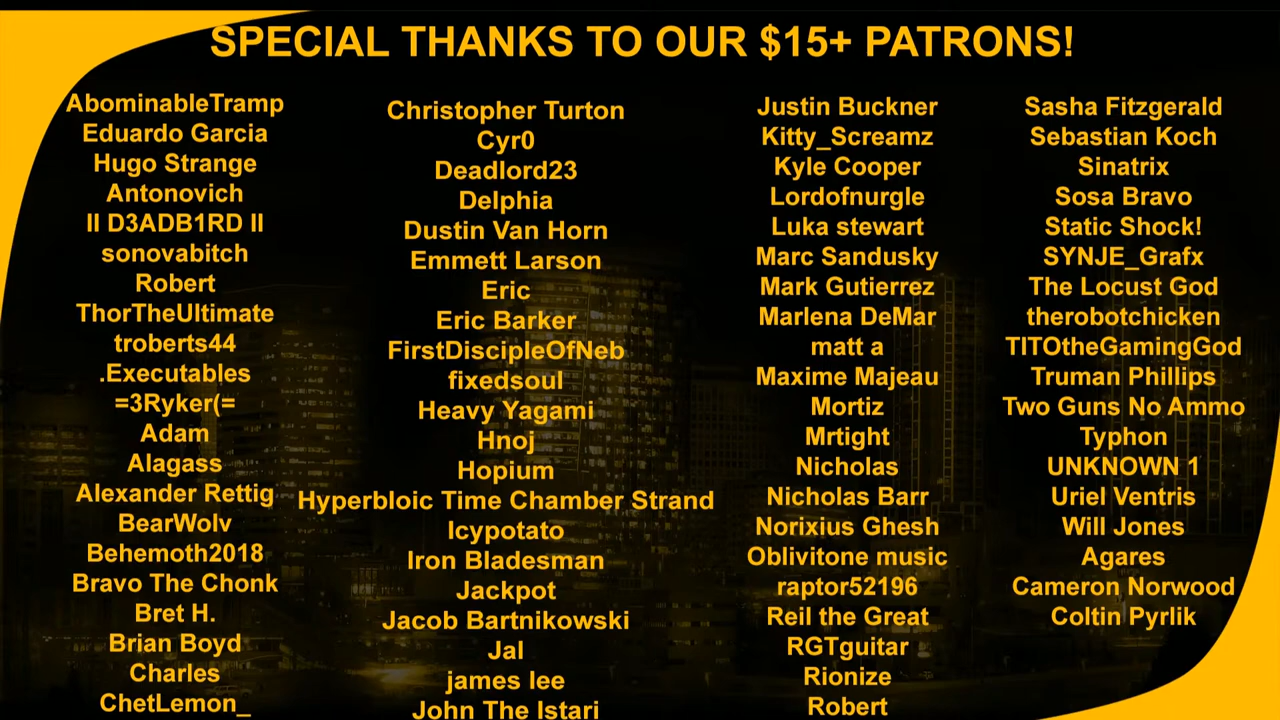 SPECIAL THANKS TO OUR $15+ PATRONS!
AbominableTramp
Eduardo Garcia
Hugo Strange
Antonovich
II D3ADB1RD II
sonovabitch
Robert
ThorTheUltimate
troberts44
.Executables
=3Ryker(=
Adam
Alagass
Alexander Rettig
BearWolv
Behemoth2018
Bravo The Chonk
Bret H.
Brian Boyd
Charles
ChetLemon_
Christopher Turton
Cyr0
Deadlord23
Delphia
Dustin Van Horn
Emmett Larson
Eric
Eric Barker
FirstDiscipleOfNeb
fixedsoul
Heavy Yagami
Hnoj
Hopium
Hyperbloic Time Chamber Strand
Icypotato
Iron Bladesman
Jackpot
Jacob Bartnikowski
Jal
james lee
John The Istari
Justin Buckner
Kitty_Screamz
Kyle Cooper
Lordofnurgle
Luka stewart
Marc Sandusky
Mark Gutierrez
Marlena DeMar
matt a
Maxime Majeau
Mortiz
Mrtight
Nicholas
Nicholas Barr
Norixius Ghesh
Oblivitone music
raptor52196
Reil the Great
RGTguitar
Rionize
Robert
Sasha Fitzgerald
Sebastian Koch
Sinatrix
Sosa Bravo
Static Shock!
SYNJE_Grafx
The Locust God
therobotchicken
TITOtheGamingGod
Truman Phillips
Two Guns No Ammo
Typhon
UNKNOWN 1
Uriel Ventris
Will Jones
Agares
Cameron Norwood
Coltin Pyrlik